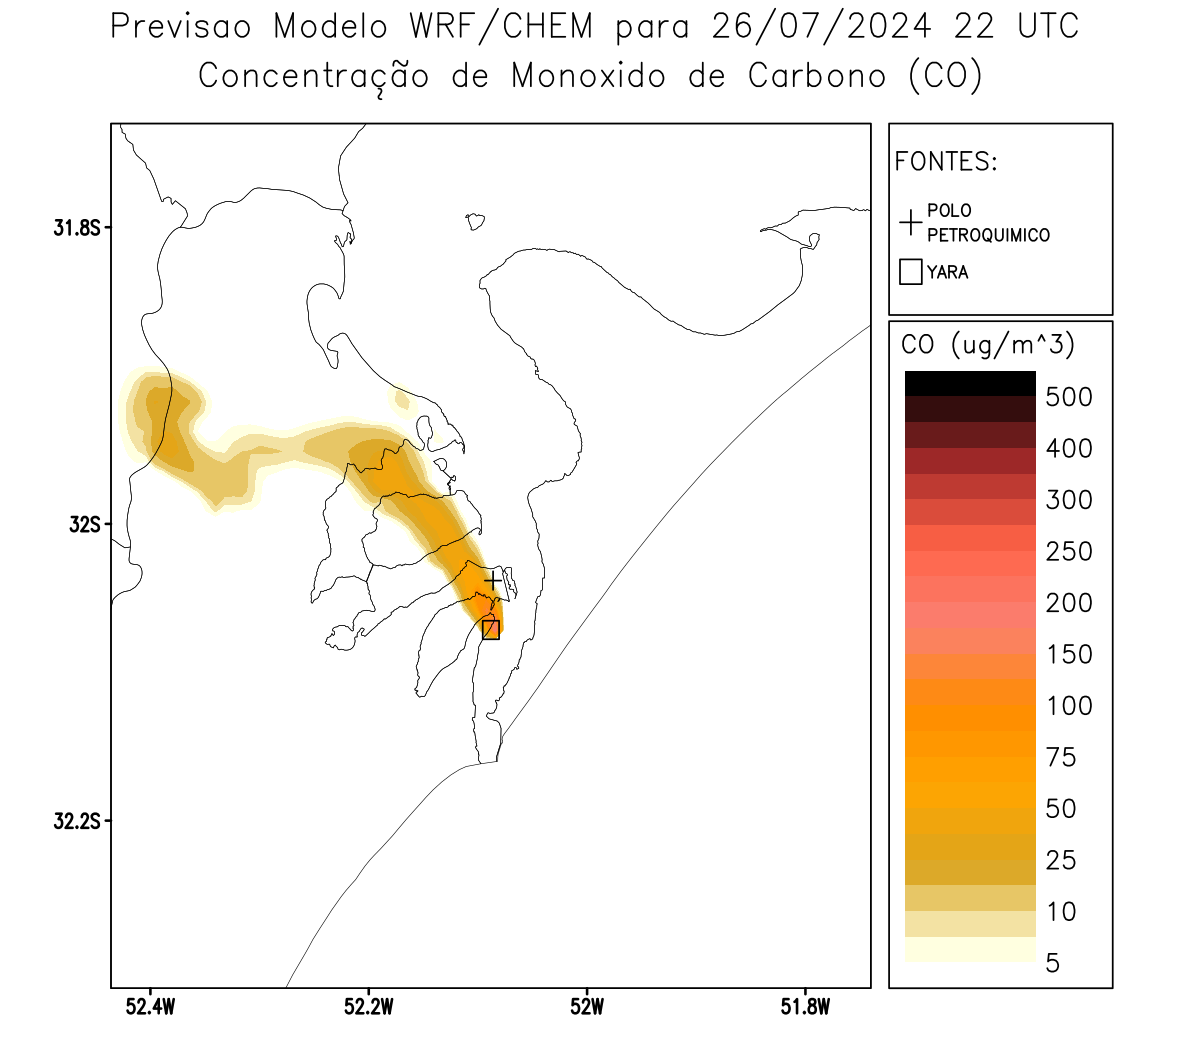 Previsao Modelo WRF/CHEM para 26/07/2024 22 UTC
Concentração de Monoxido de Carbono (CO)
FONTES:
POLO
PETROQUIMICO
YARA
CO (ug/m^3)
500
400
300
250
200
150
100
75
50
25
10
5
31.8S
32S
32.2S
52.4W
52.2W
52W
51.8W